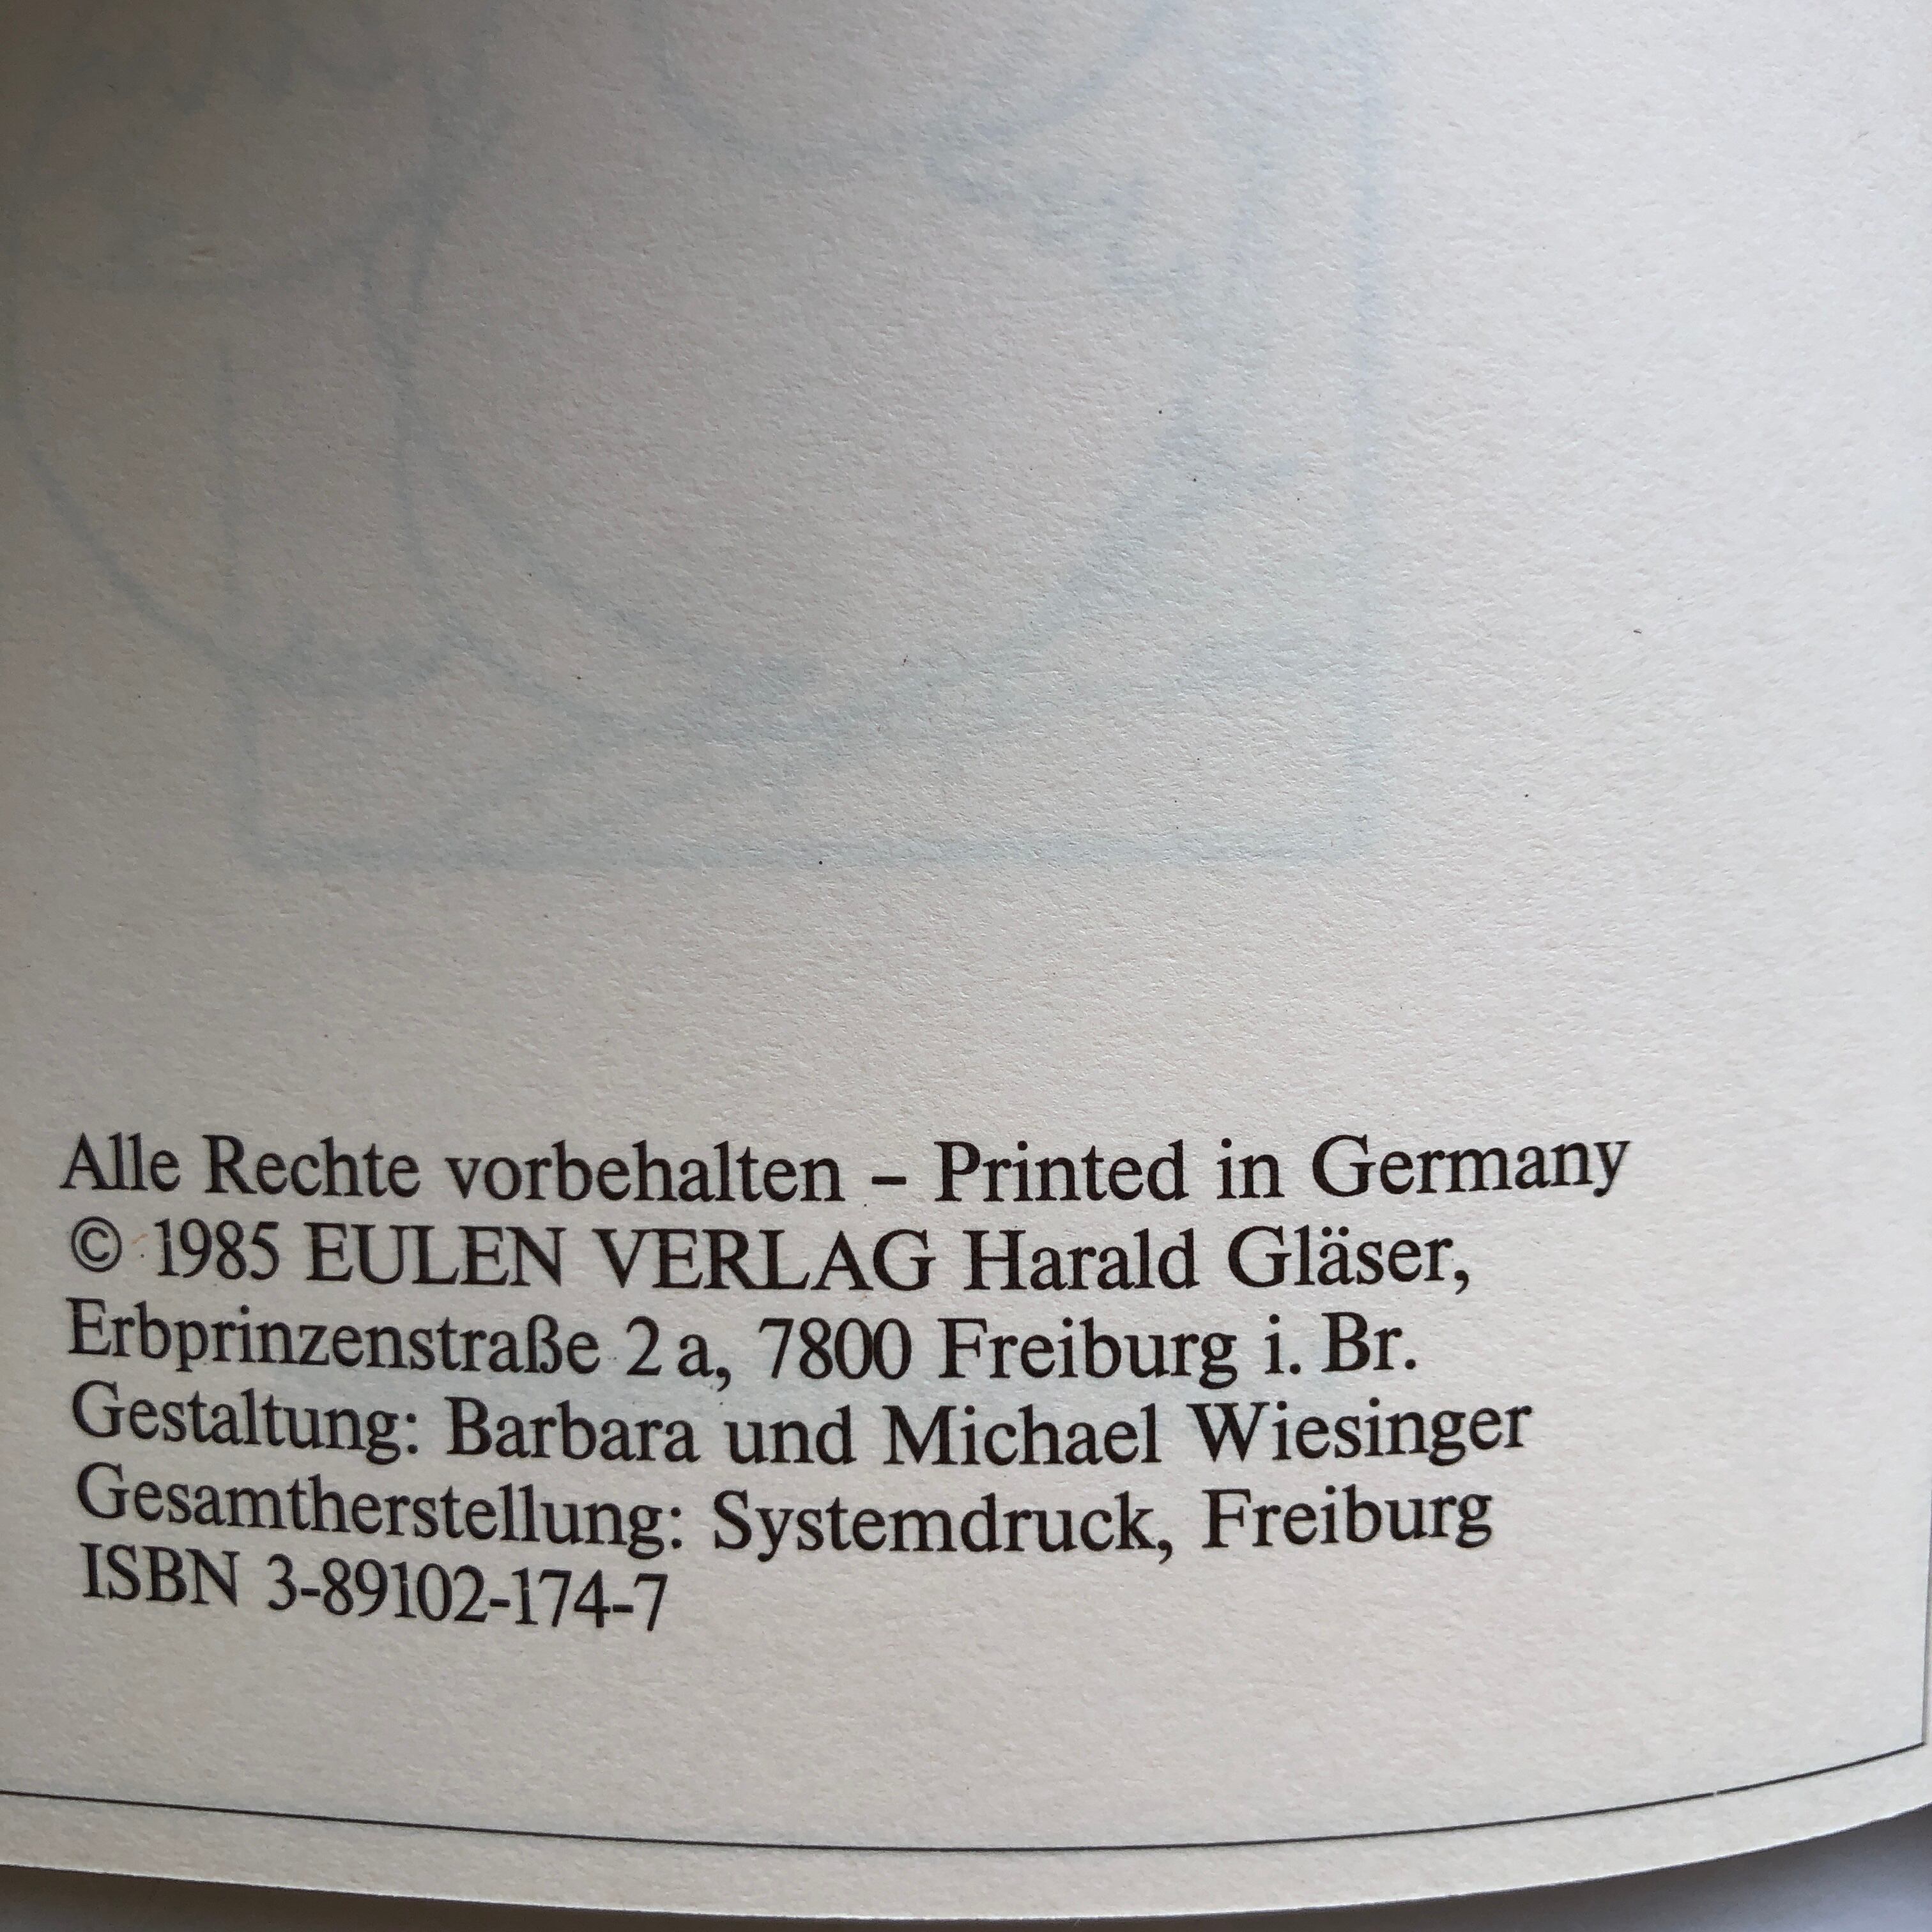 Alle Rechte vorbehalten – Printed in Germany
© 1985 EULEN VERLAG Harald Gläser,
Erbprinzenstraße 2 a, 7800 Freiburg i. Br.
Gestaltung: Barbara und Michael Wiesinger
Gesamtherstellung: Systemdruck, Freiburg
ISBN 3-89102-174-7